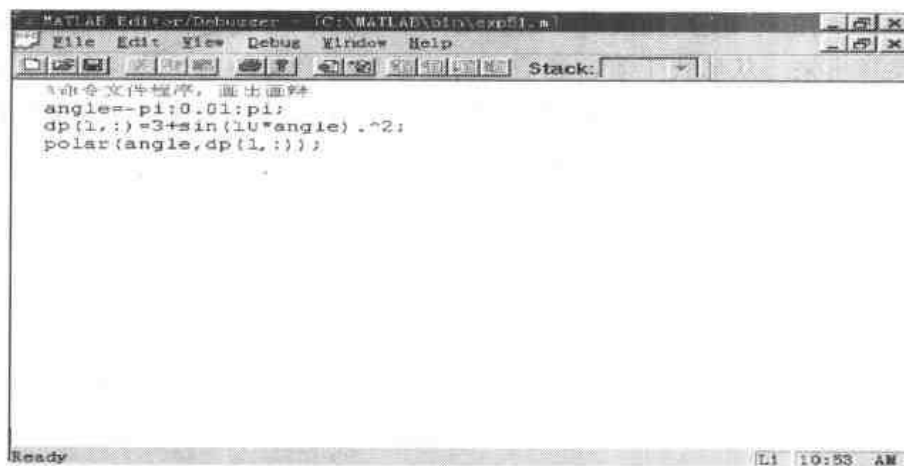 MATLAB Editor/Debugger - [C:\MATLAB\bin\exp51.m]
File Edit View Debug Window Help
Stack:
%命令文件程序，画出画
angle=-pi:0.01:pi;
dp(1,:)=3+sin(10*angle).^2;
polar(angle,dp(1,:));
Ready
L1 10:53 AM